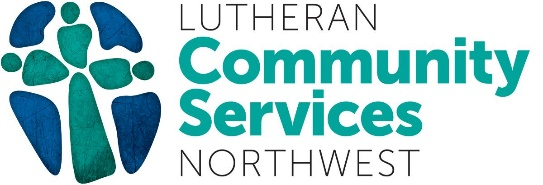 LUTHERAN
Community
Services
NORTHWEST